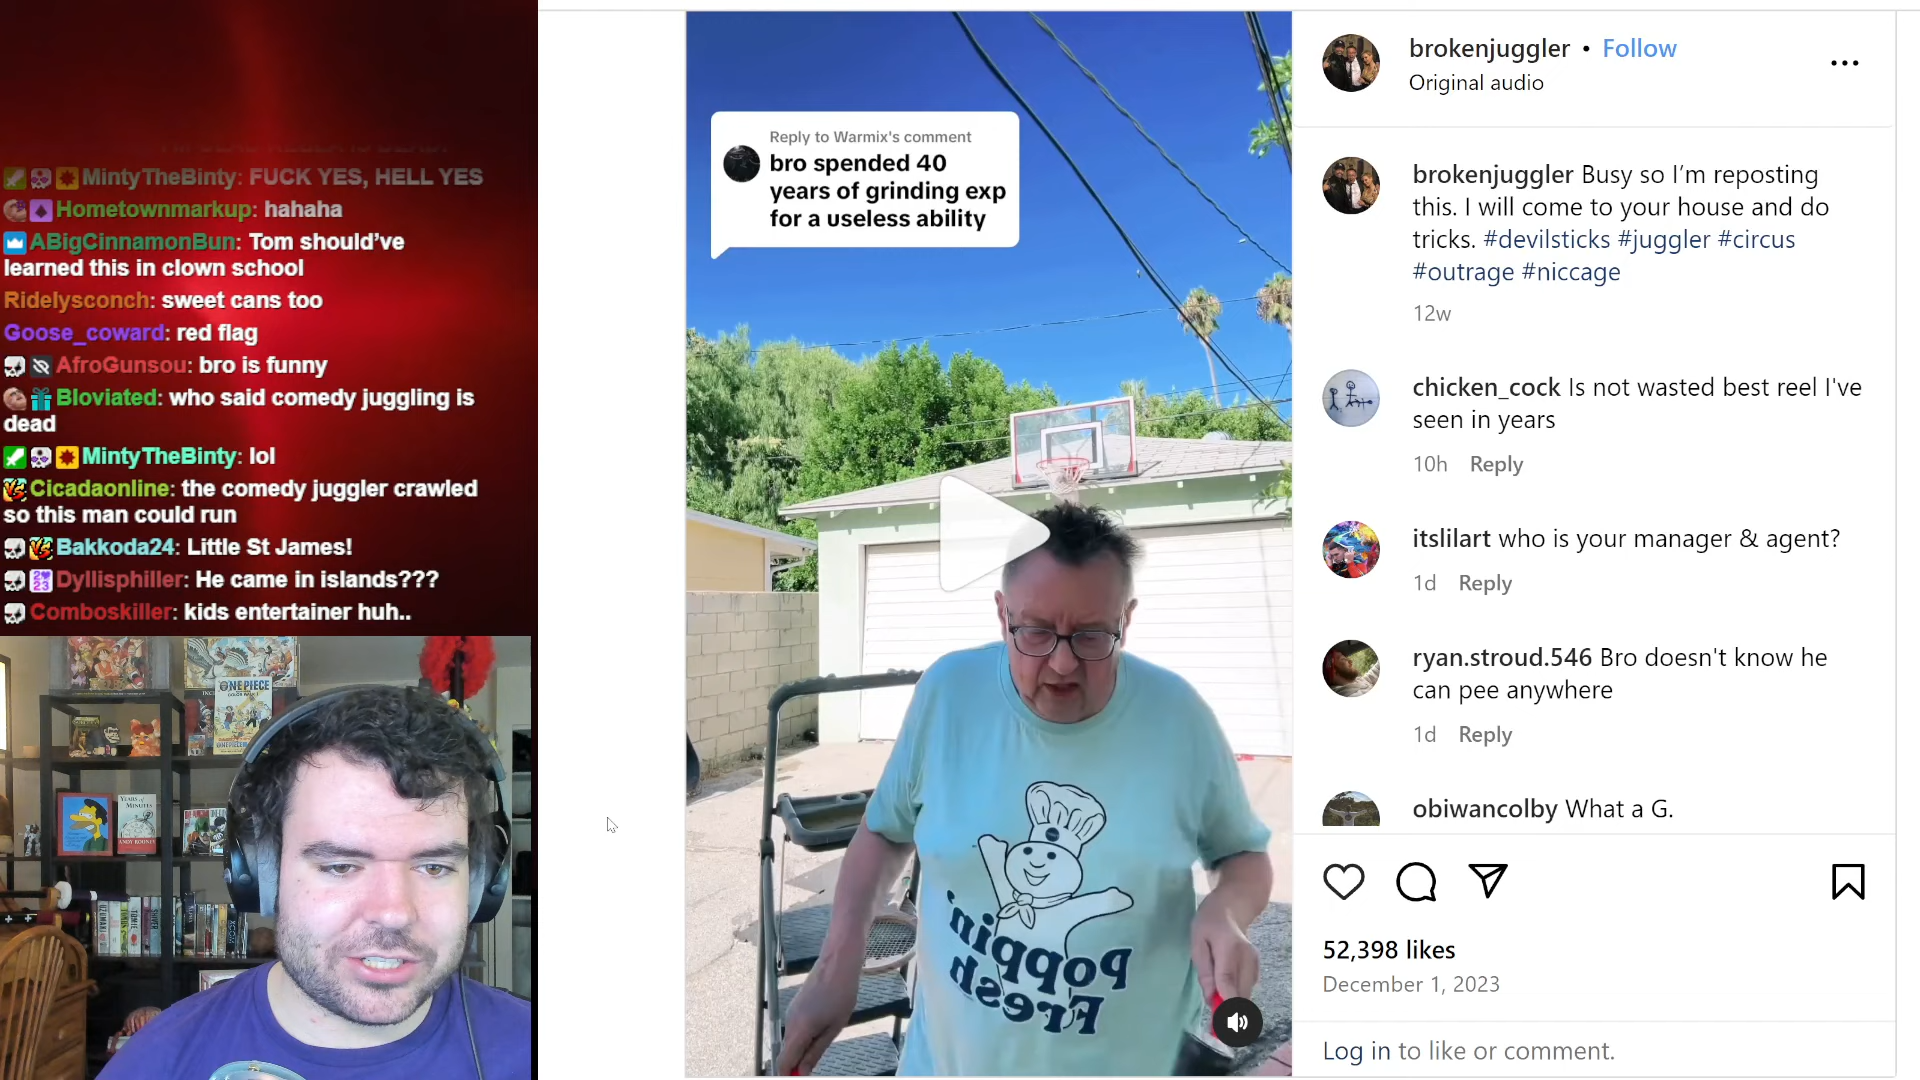 MintyTheBinty: FUCK YES, HELL YES
Hometownmarkup: hahaha
ABigCinnamonBun: Tom should've
learned this in clown school
Ridelysconch: sweet cans too
Goose_coward: red flag
AfroGunsou: bro is funny
Bloviated: who said comedy juggling is
dead
MintyTheBinty: lol
Cicadaonline: the comedy juggler crawled
so this man could run
Bakkoda24: Little St James!
Dyllisphiller: He came in islands???
Comboskiller: kids entertainer huh..
ONE PIECE
YEARS of
MINUTES
ANDY ROONEY
Reply to Warmix's comment
bro spended 40
years of grinding exp
for a useless ability
Poppin'
Fresh
brokenjuggler • Follow
Original audio
brokenjuggler Busy so I'm reposting
this. I will come to your house and do
tricks. #devilsticks #juggler #circus
#outrage #niccage
12w
chicken_cock Is not wasted best reel I've
seen in years
10h Reply
itslilart who is your manager & agent?
1d Reply
ryan.stroud.546 Bro doesn't know he
can pee anywhere
1d Reply
obiwancolby What a G.
52,398 likes
December 1, 2023
Log in to like or comment.